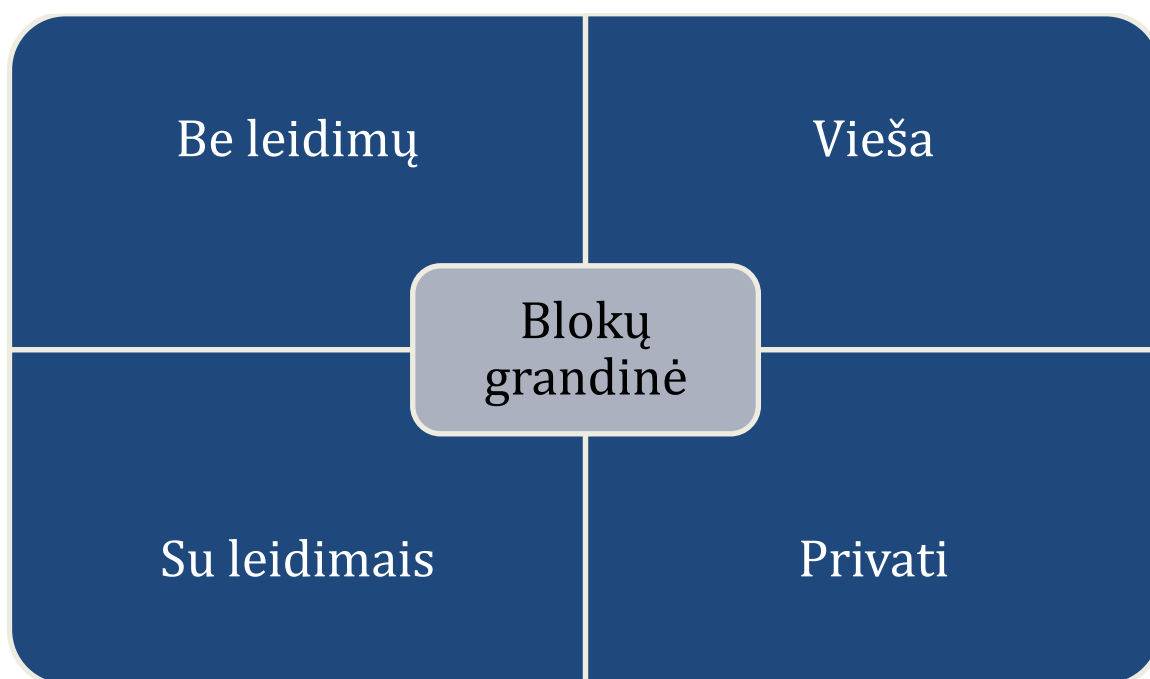 Be leidimų
Vieša
Blokų
grandinė
Su leidimais
Privati